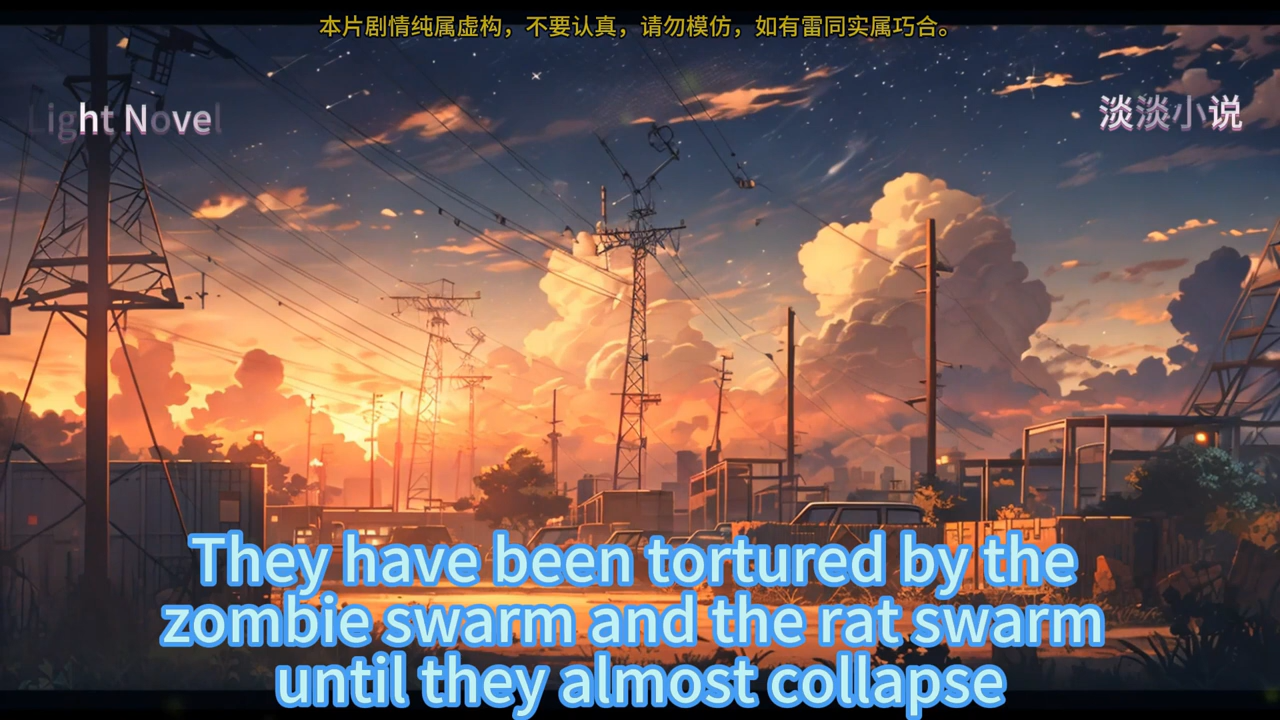 本片剧情纯属虚构，不要认真，请勿模仿，如有雷同实属巧合。
Light Novel
淡淡小说
They have been tortured by the
zombie swarm and the rat swarm
until they almost collapse